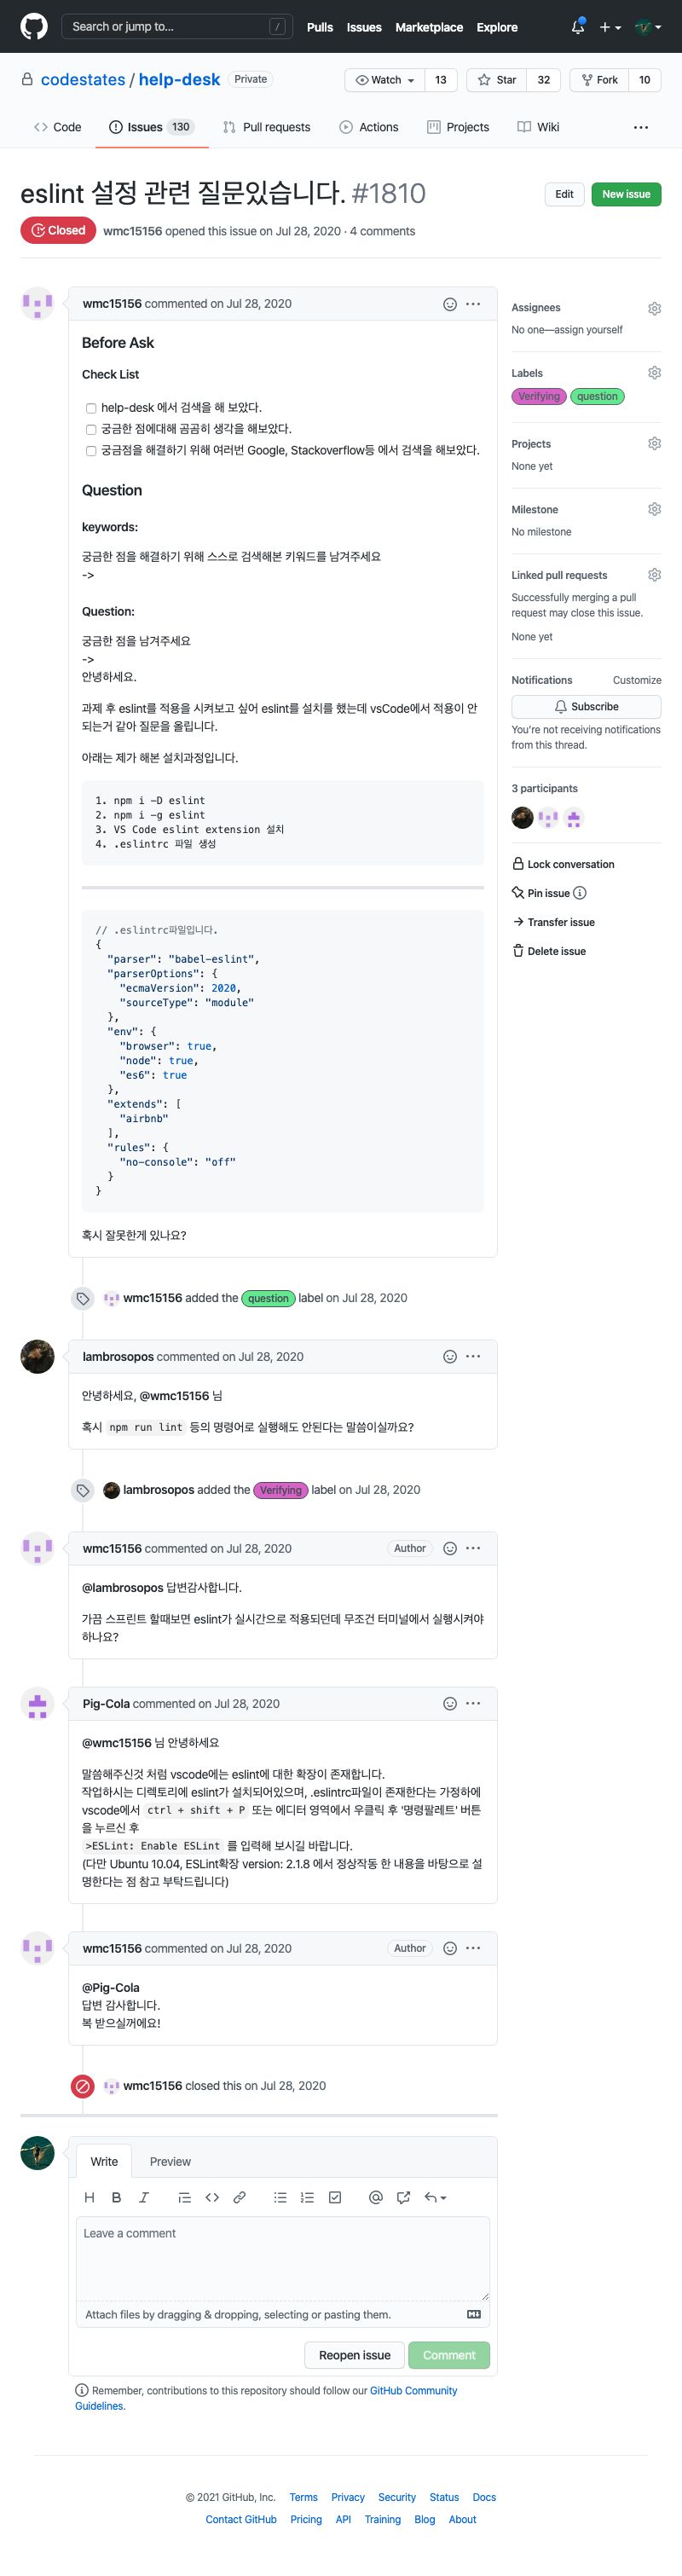 Search or jump to... /
Pulls Issues Marketplace Explore
codestates / help-desk Private
Watch 13 Star 32 Fork 10
Code Issues 130 Pull requests Actions Projects Wiki ...
eslint 설정 관련 질문있습니다. #1810
Edit New issue
Closed wmc15156 opened this issue on Jul 28, 2020 · 4 comments
wmc15156 commented on Jul 28, 2020
Before Ask
Check List
help-desk 에서 검색을 해 보았다.
궁금한 점에대해 곰곰히 생각을 해보았다.
궁금점을 해결하기 위해 여러번 Google, Stackoverflow등 에서 검색을 해보았다.
Question
keywords:
궁금한 점을 해결하기 위해 스스로 검색해본 키워드를 남겨주세요
->
Question:
궁금한 점을 남겨주세요
->
안녕하세요.
과제 후 eslint를 적용을 시켜보고 싶어 eslint를 설치를 했는데 vsCode에서 적용이 안
되는거 같아 질문을 올립니다.
아래는 제가 해본 설치과정입니다.
1. npm i -D eslint
2. npm i -g eslint
3. VS Code eslint extension 설치
4. .eslintrc 파일 생성
// .eslintrc파일입니다.
{
"parser": "babel-eslint",
"parserOptions": {
"ecmaVersion": 2020,
"sourceType": "module"
},
"env": {
"browser": true,
"node": true,
"es6": true
},
"extends": [
"airbnb"
],
"rules": {
"no-console": "off"
}
}
혹시 잘못한게 있나요?
wmc15156 added the question label on Jul 28, 2020
lambrosopos commented on Jul 28, 2020
안녕하세요, @wmc15156 님
혹시 npm run lint 등의 명령어로 실행해도 안된다는 말씀이실까요?
lambrosopos added the Verifying label on Jul 28, 2020
wmc15156 commented on Jul 28, 2020 Author
@lambrosopos 답변감사합니다.
가끔 스프린트 할때보면 eslint가 실시간으로 적용되던데 무조건 터미널에서 실행시켜야
하나요?
Pig-Cola commented on Jul 28, 2020
@wmc15156 님 안녕하세요
말씀해주신것 처럼 vscode에는 eslint에 대한 확장이 존재합니다.
작업하시는 디렉토리에 eslint가 설치되어있으며, .eslintrc파일이 존재한다는 가정하에
vscode에서 ctrl + shift + P 또는 에디터 영역에서 우클릭 후 '명령팔레트' 버튼
을 누르신 후
>ESLint: Enable ESLint 를 입력해 보시길 바랍니다.
(다만 Ubuntu 10.04, ESLint확장 version: 2.1.8 에서 정상작동 한 내용을 바탕으로 설
명한다는 점 참고 부탁드립니다)
wmc15156 commented on Jul 28, 2020 Author
@Pig-Cola
답변 감사합니다.
복 받으실꺼에요!
wmc15156 closed this on Jul 28, 2020
Write Preview
Leave a comment
Attach files by dragging & dropping, selecting or pasting them.
Reopen issue Comment
Remember, contributions to this repository should follow our GitHub Community
Guidelines.
Assignees
No one—assign yourself
Labels
Verifying question
Projects
None yet
Milestone
No milestone
Linked pull requests
Successfully merging a pull
request may close this issue.
None yet
Notifications Customize
Subscribe
You're not receiving notifications
from this thread.
3 participants
Lock conversation
Pin issue
Transfer issue
Delete issue
© 2021 GitHub, Inc. Terms Privacy Security Status Docs
Contact GitHub Pricing API Training Blog About